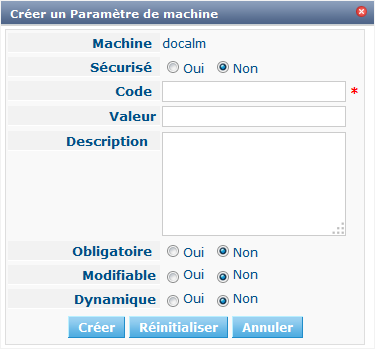 Créer un Paramètre de machine
Machine docalm
Sécurisé Oui Non
Code *
Valeur
Description
Obligatoire Oui Non
Modifiable Oui Non
Dynamique Oui Non
Créer Réinitialiser Annuler